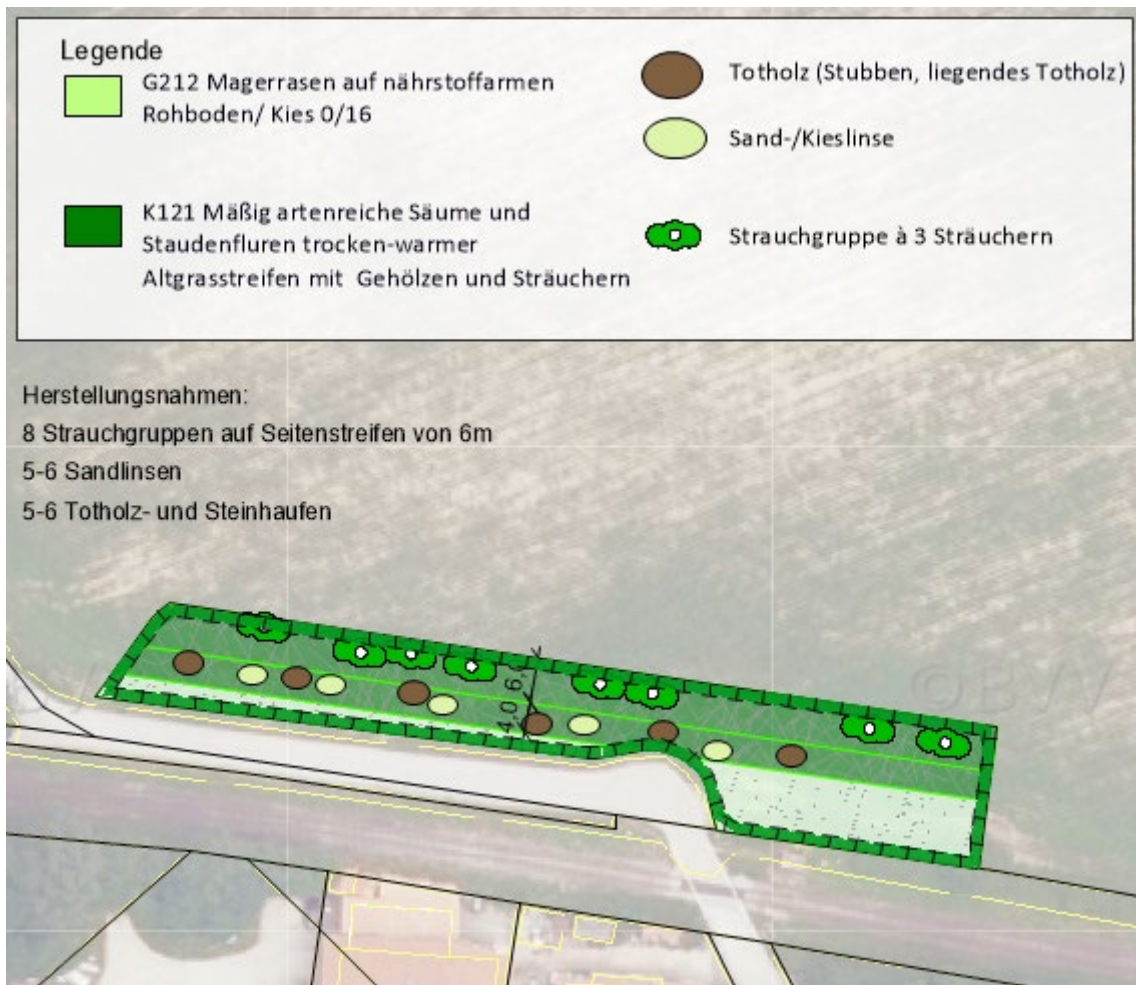 Legende
G212 Magerrasen auf nährstoffarmen
Rohboden/ Kies 0/16
K121 Mäßig artenreiche Säume und
Staudenfluren trocken-warmer
Altgrasstreifen mit Gehölzen und Sträuchern
Totholz (Stubben, liegendes Totholz)
Sand-/Kieslinse
Strauchgruppe à 3 Sträuchern
Herstellungsnahmen:
8 Strauchgruppen auf Seitenstreifen von 6m
5-6 Sandlinsen
5-6 Totholz- und Steinhaufen
4,0
©BVV